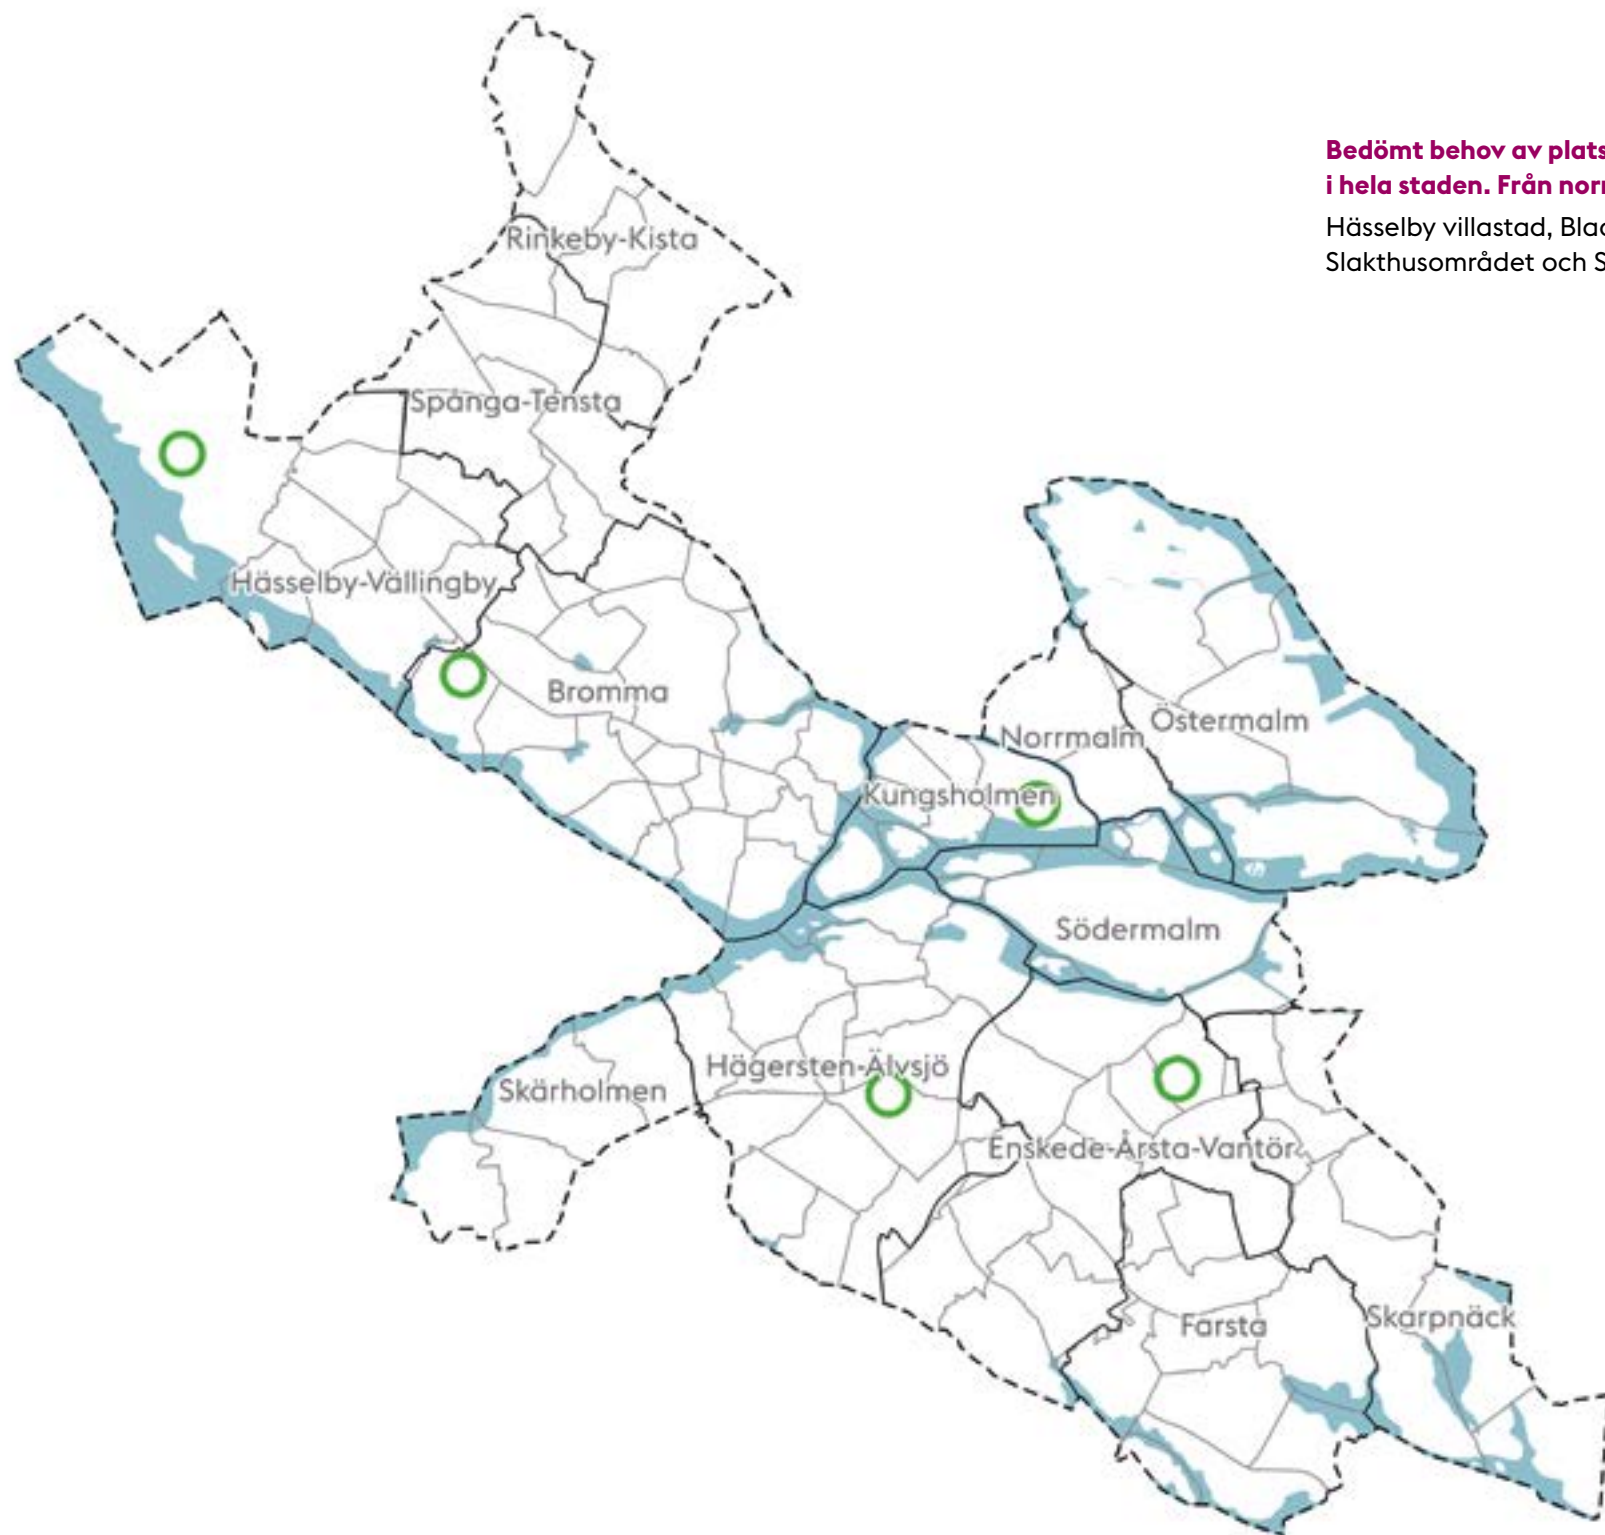 Bedömt behov av plats
i hela staden. Från norr
Hässelby villastad, Blac
Slakthusområdet och S
Rinkeby-Kista
Spånga-Tensta
Hässelby-Vällingby
Bromma
Norrmalm
Östermalm
Kungsholmen
Södermalm
Hägersten-Älvsjö
Skärholmen
Enskede-Årsta-Vantör
Farsta
Skarpnäck